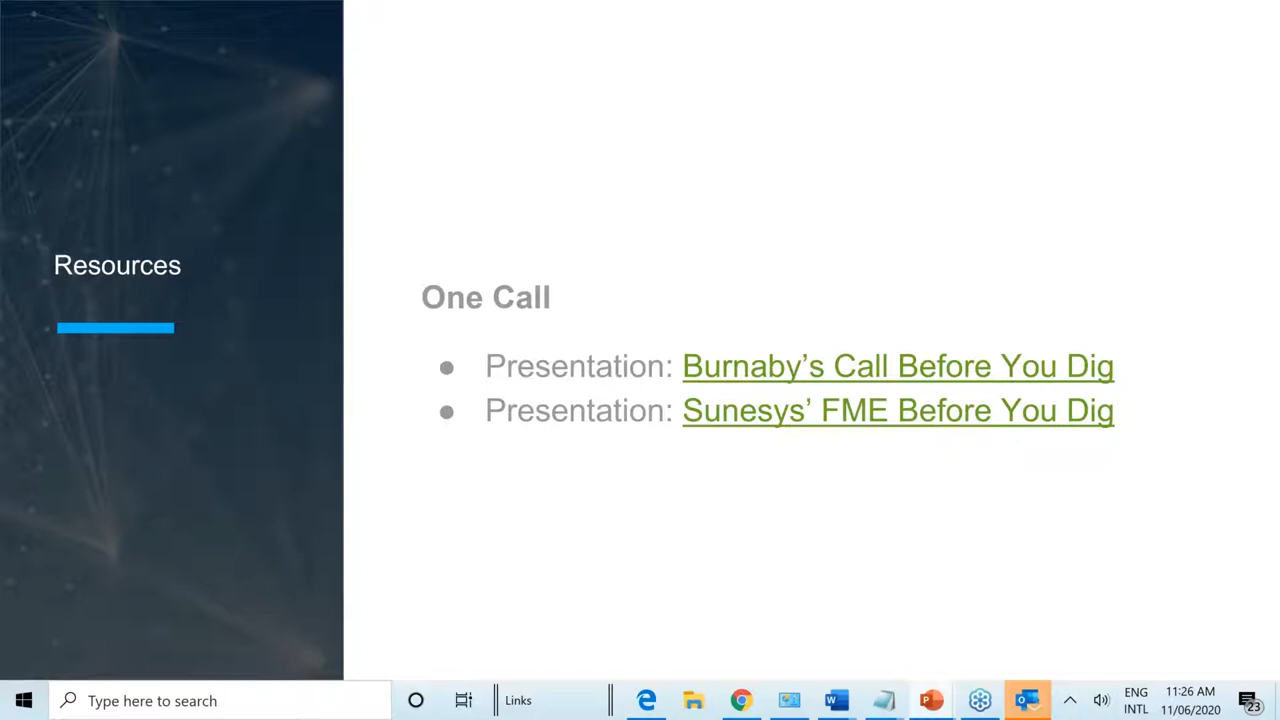 Resources
One Call
● Presentation: Burnaby’s Call Before You Dig
● Presentation: Sunesys’ FME Before You Dig
Type here to search
Links
ENG
INTL
11:26 AM
11/06/2020
23